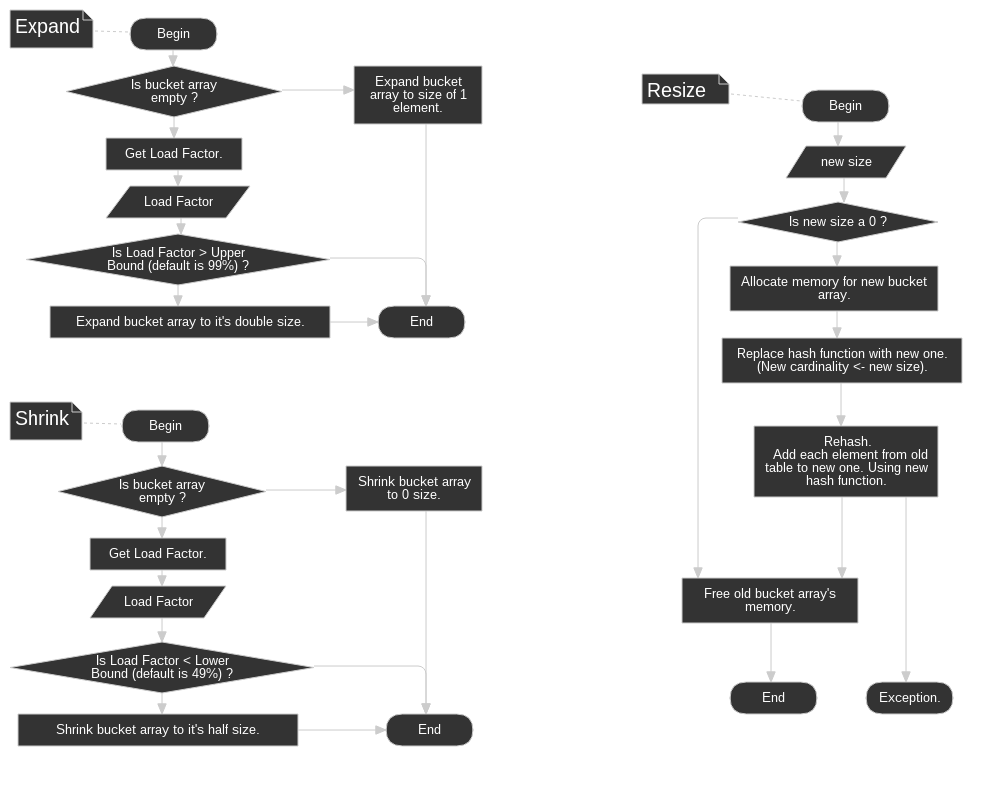 Expand
Begin
Is bucket array
empty ?
Expand bucket
array to size of 1
element.
Get Load Factor.
Load Factor
Is Load Factor > Upper
Bound (default is 99%) ?
Expand bucket array to it's double size.
End
Shrink
Begin
Is bucket array
empty ?
Shrink bucket array
to 0 size.
Get Load Factor.
Load Factor
Is Load Factor < Lower
Bound (default is 49%) ?
Shrink bucket array to it's half size.
End
Resize
Begin
new size
Is new size a 0 ?
Allocate memory for new bucket
array.
Replace hash function with new one.
(New cardinality <- new size).
Rehash.
Add each element from old
table to new one. Using new
hash function.
Free old bucket array's
memory.
End
Exception.